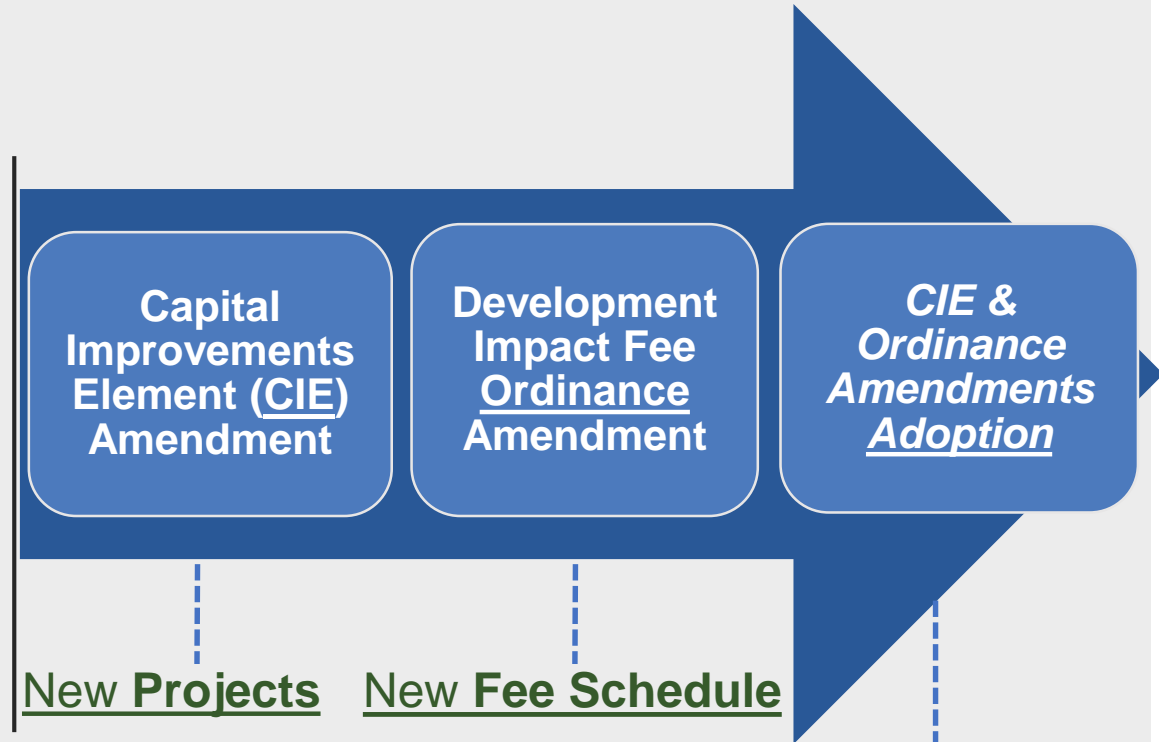 Capital
Improvements
Element (CIE)
Amendment
Development
Impact Fee
Ordinance
Amendment
CIE &
Ordinance
Amendments
Adoption
New Projects
New Fee Schedule